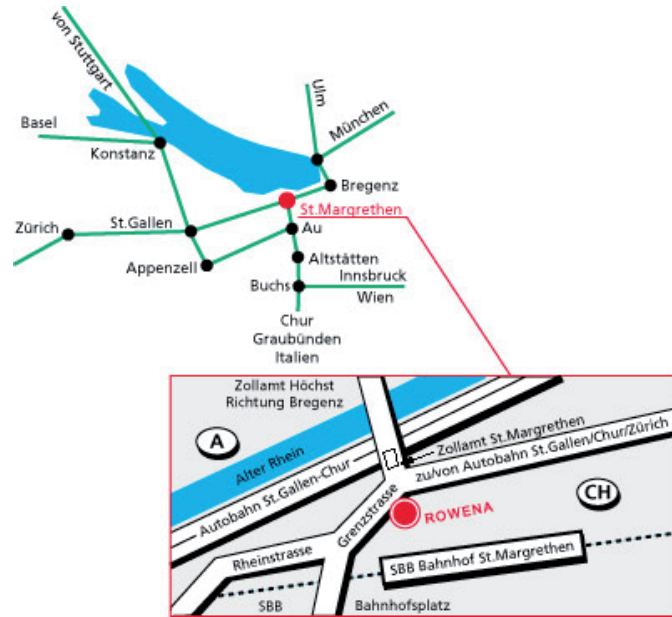 von Stuttgart
Ulm
München
Basel
Konstanz
Bregenz
St.Margrethen
Zürich
St.Gallen
Au
Appenzell
Altstätten
Innsbruck
Buchs
Wien
Chur
Graubünden
Italien
Zollamt Höchst
Richtung Bregenz
A
Alter Rhein
Autobahn St.Gallen-Chur
Zollamt St.Margrethen
zu/von Autobahn St.Gallen/Chur/Zürich
CH
ROWENA
Grenzstrasse
Rheinstrasse
SBB Bahnhof St.Margrethen
SBB
Bahnhofsplatz